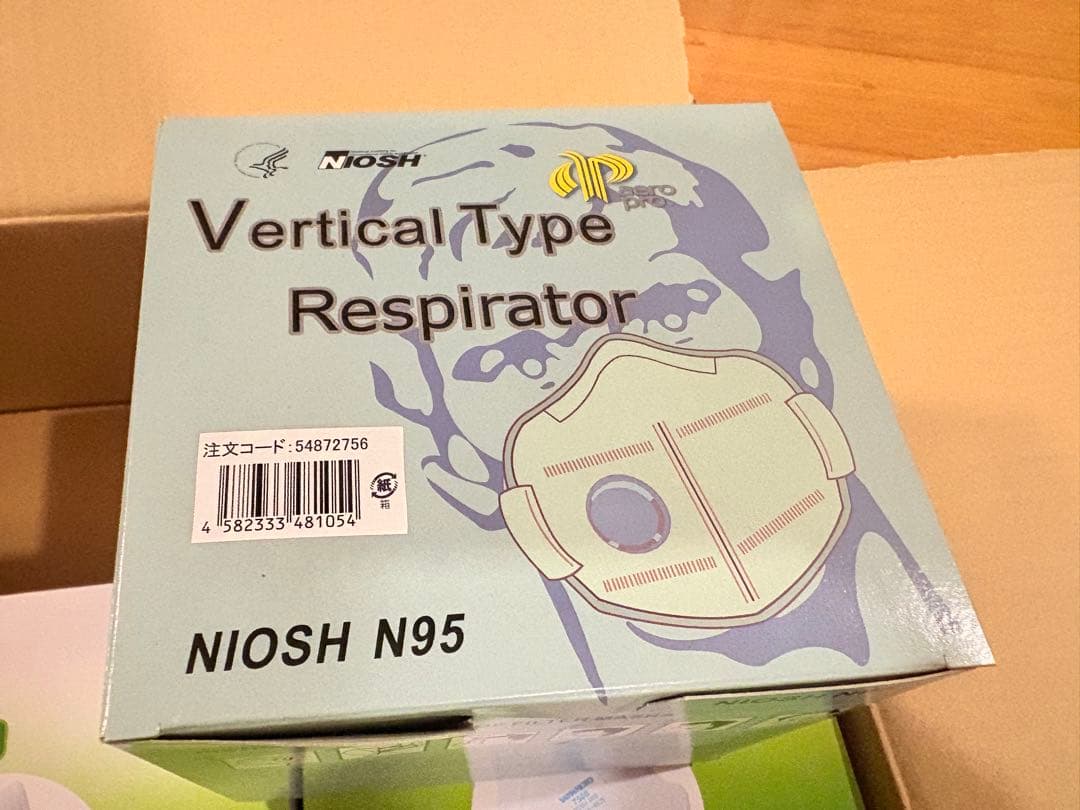 NIOSH
aero
pro
Vertical Type
Respirator
注文コード:54872756
紙
箱
4 582333 481054
NIOSH N95